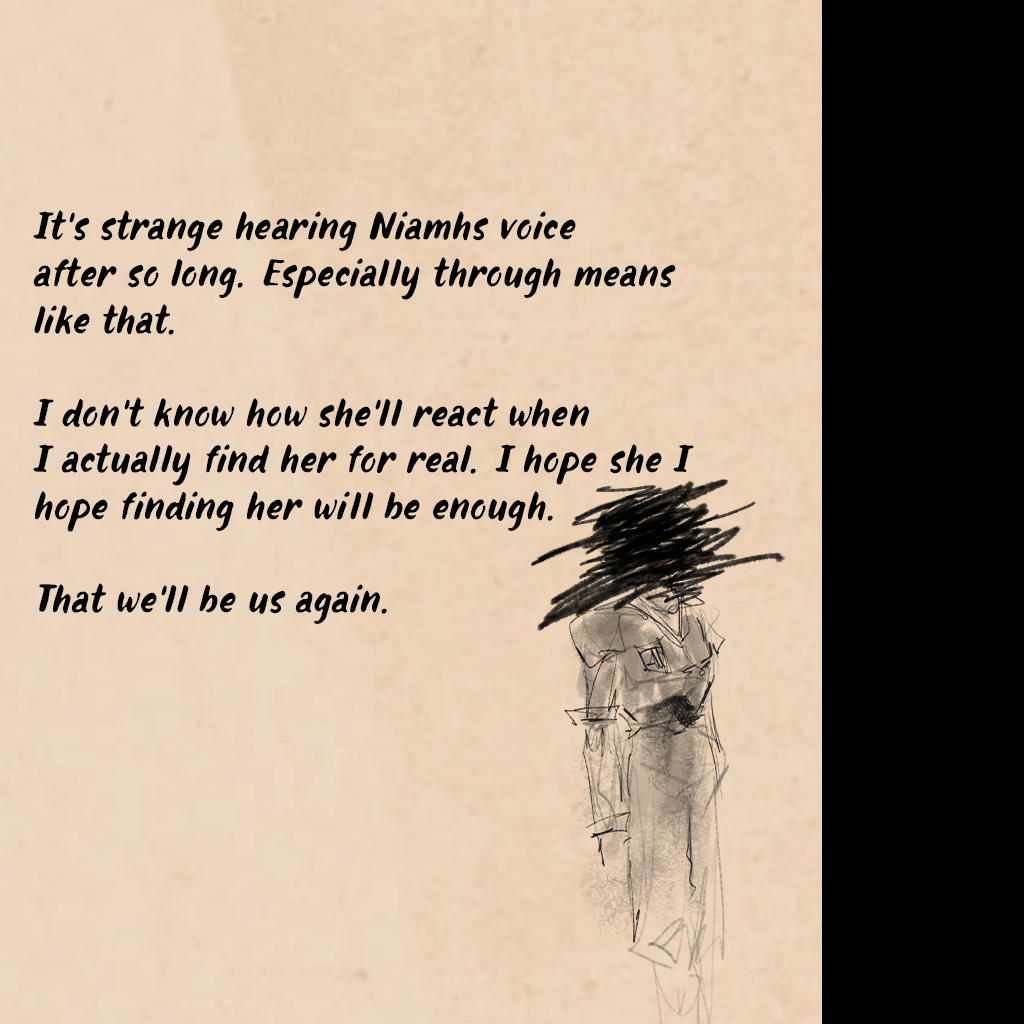 It's strange hearing Niamhs voice
after so long. Especially through means
like that.
I don't know how she'll react when
I actually find her for real. I hope she I
hope finding her will be enough.
That we'll be us again.